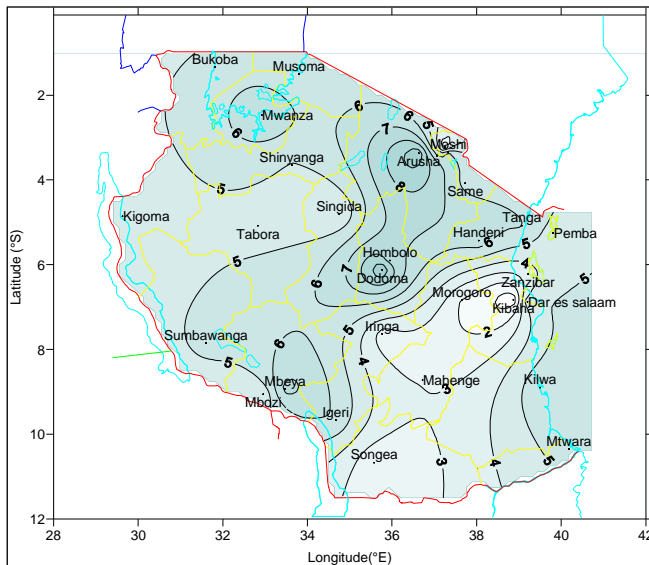 Bukoba
Musoma
2
6
5
Mwanza
6
6
7
Moshi
Shinyanga
Arusha
4
5
8
Same
Singida
Kigoma
Tanga
Tabora
Handeni
6
5
Pemba
Latitude (°S)
Hombolo
5
6
7
Dodoma
4
5
6
Zanzibar
Morogoro
Kibaha
Dar es salaam
5
Iringa
2
Sumbawanga
6
8
5
4
Mbeya
Mahenge
Kilwa
3
Mbozi
Igeri
10
Mtwara
Songea
3
4
5
12
28
30
32
34
36
38
40
42
Longitude(°E)